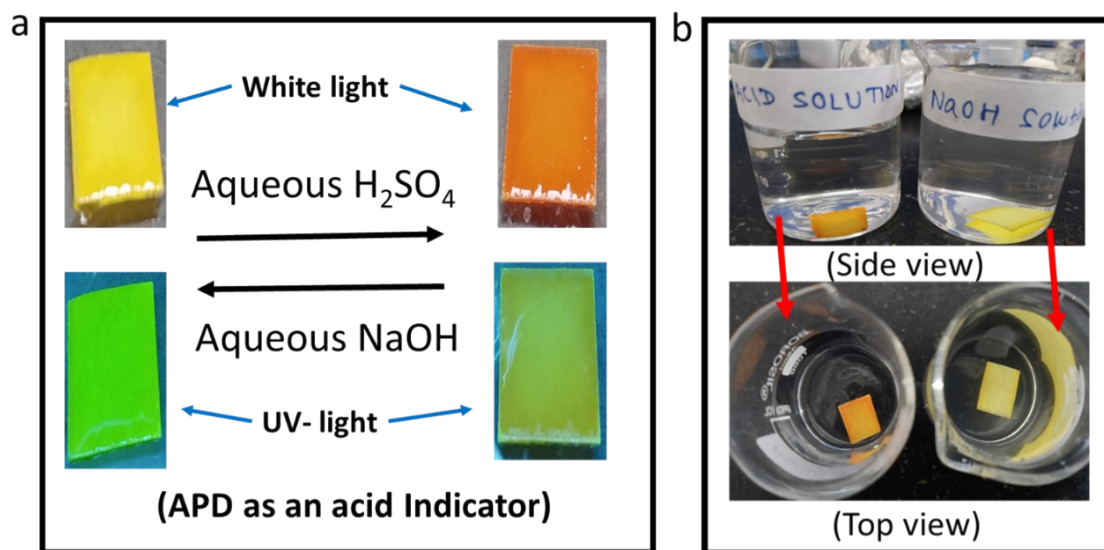 a
White light
Aqueous H₂SO₄
Aqueous NaOH
UV- light
(APD as an acid Indicator)
b
ACID SOLUTION
NaOH
(Side view)
BOROSIL®
(Top view)